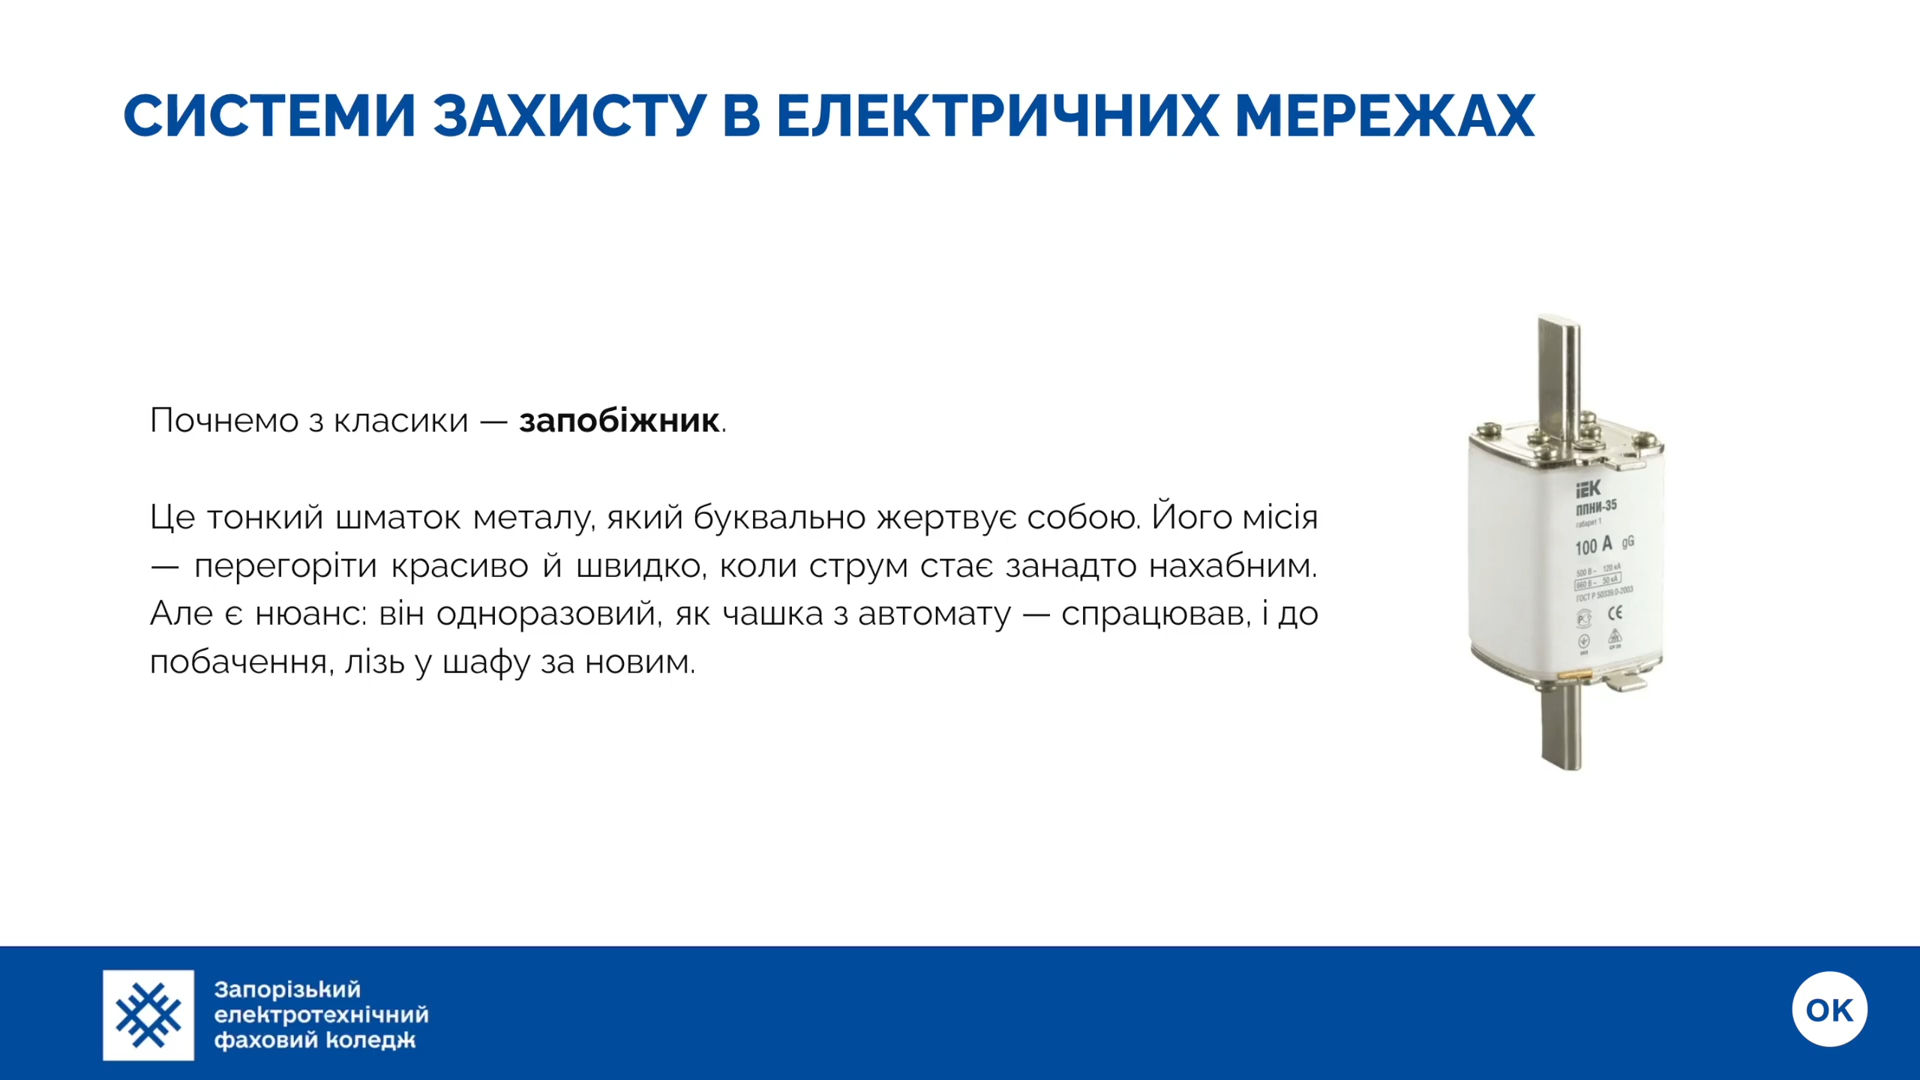 СИСТЕМИ ЗАХИСТУ В ЕЛЕКТРИЧНИХ МЕРЕЖАХ
Почнемо з класики — запобіжник.
Це тонкий шматок металу, який буквально жертвує собою. Його місія
— перегоріти красиво й швидко, коли струм стає занадто нахабним.
Але є нюанс: він одноразовий, як чашка з автомату — спрацював, і до
побачення, лізь у шафу за новим.
iEK
ППНИ-35
габарит 1
100 A gG
500 В~ 120 кА
660 В~ 50 кА
ГОСТ Р 50339.0-2003
CE
Запорізький
електротехнічний
фаховий коледж
ОК